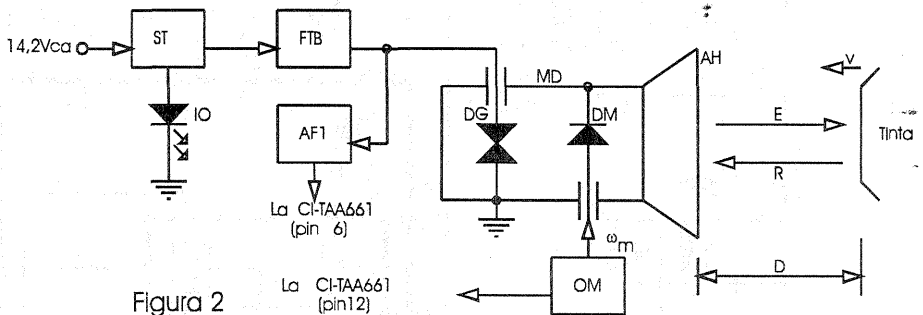 14,2Vca
ST
FTB
IO
AF1
La CI-TAA661
(pin 6)
MD
DG
DM
AH
v
E
R
Tinta
ωm
OM
D
La CI-TAA661
(pin12)
Figura 2